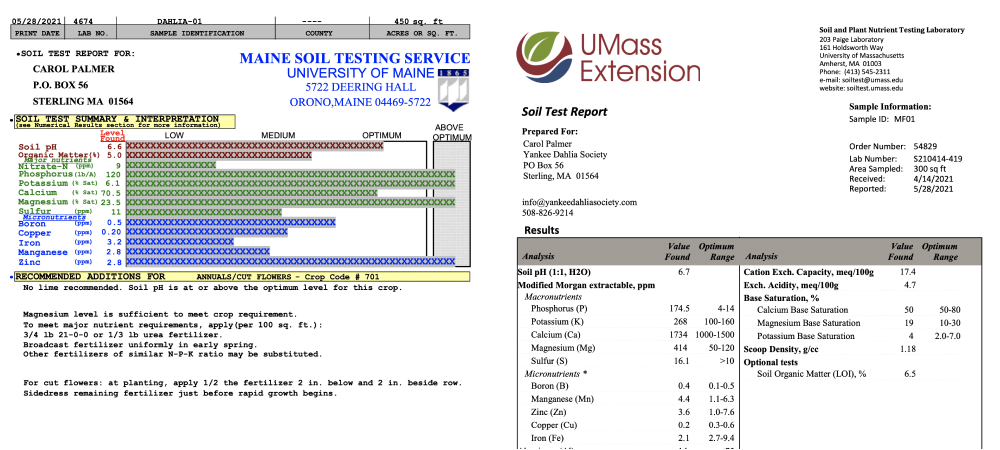 05/28/2021 4674 DAHLIA-01 ---- 450 sq. ft
PRINT DATE LAB NO. SAMPLE IDENTIFICATION COUNTY ACRES OR SQ. FT.
SOIL TEST REPORT FOR:
CAROL PALMER
P.O. BOX 56
STERLING MA 01564
MAINE SOIL TESTING SERVICE
UNIVERSITY OF MAINE
1865
5722 DEERING HALL
ORONO,MAINE 04469-5722
SOIL TEST SUMMARY & INTERPRETATION
(see Numerical Results section for more information)
Level Found LOW MEDIUM OPTIMUM ABOVE OPTIMUM
Soil pH 6.6 XXXXXXXXXXXXXXXXXXXXXXXXXXXXXXXXXXXXXXXXXXX
Organic Matter(%) 5.0 XXXXXXXXXXXXXXXXXXXXXXXXXXXXXXX
Major nutrients
Nitrate-N (ppm) 9 XXXXXXXXXXXXXXX
Phosphorus(lb/A) 120 XXXXXXXXXXXXXXXXXXXXXXXXXXXXXXXXXXXXXXXXXXXXXXXXXXXXXXX
Potassium (% Sat) 6.1 XXXXXXXXXXXXXXXXXXXXXXXXXXXXXXXXXXXXXXXXXXXXXXXXXXXXXXX
Calcium (% Sat) 70.5 XXXXXXXXXXXXXXXXXXXXXXXXXXXXXXXXXXXXXXXXXX
Magnesium (% Sat) 23.5 XXXXXXXXXXXXXXXXXXXXXXXXXXXXXXXXXXXXXXXXXXXXXXXXXXXXXXX
Sulfur (ppm) 11 XXXXXXXXXXXXXXXXXXXXXXXXXX
Micronutrients
Boron (ppm) 0.5 XXXXXXXXXXXXXXXXXXXXXXXXXXXXXXXXXXX
Copper (ppm) 0.20 XXXXXXXXXXXXXXXXXXXXXXXXXXX
Iron (ppm) 3.2 XXXXXXXXXXXXXXXXXX
Manganese (ppm) 2.8 XXXXXXXXXXXXXXXXXXXXXXXX
Zinc (ppm) 2.8 XXXXXXXXXXXXXXXXXXXXXXXXXXXXXXXXXXXXXXXXXXXXXXXXXXXXXXX
RECOMMENDED ADDITIONS FOR ANNUALS/CUT FLOWERS - Crop Code # 701
No lime recommended. Soil pH is at or above the optimum level for this crop.
Magnesium level is sufficient to meet crop requirement.
To meet major nutrient requirements, apply(per 100 sq. ft.):
3/4 lb 21-0-0 or 1/3 lb urea fertilizer.
Broadcast fertilizer uniformly in early spring.
Other fertilizers of similar N-P-K ratio may be substituted.
For cut flowers: at planting, apply 1/2 the fertilizer 2 in. below and 2 in. beside row.
Sidedress remaining fertilizer just before rapid growth begins.
UMass
Extension
Soil and Plant Nutrient Testing Laboratory
203 Paige Laboratory
161 Holdsworth Way
University of Massachusetts
Amherst, MA 01003
Phone: (413) 545-2311
e-mail: soiltest@umass.edu
website: soiltest.umass.edu
Soil Test Report
Prepared For:
Carol Palmer
Yankee Dahlia Society
PO Box 56
Sterling, MA 01564
info@yankeedahliasociety.com
508-826-9214
Sample Information:
Sample ID: MF01
Order Number: 54829
Lab Number: S210414-419
Area Sampled: 300 sq ft
Received: 4/14/2021
Reported: 5/28/2021
Results
Analysis Value Found Optimum Range Analysis Value Found Optimum Range
Soil pH (1:1, H2O) 6.7 Cation Exch. Capacity, meq/100g 17.4
Modified Morgan extractable, ppm Exch. Acidity, meq/100g 4.7
Macronutrients Base Saturation, %
Phosphorus (P) 174.5 4-14 Calcium Base Saturation 50 50-80
Potassium (K) 268 100-160 Magnesium Base Saturation 19 10-30
Calcium (Ca) 1734 1000-1500 Potassium Base Saturation 4 2.0-7.0
Magnesium (Mg) 414 50-120 Scoop Density, g/cc 1.18
Sulfur (S) 16.1 >10 Optional tests
Micronutrients * Soil Organic Matter (LOI), % 6.5
Boron (B) 0.4 0.1-0.5
Manganese (Mn) 4.4 1.1-6.3
Zinc (Zn) 3.6 1.0-7.6
Copper (Cu) 0.2 0.3-0.6
Iron (Fe) 2.1 2.7-9.4